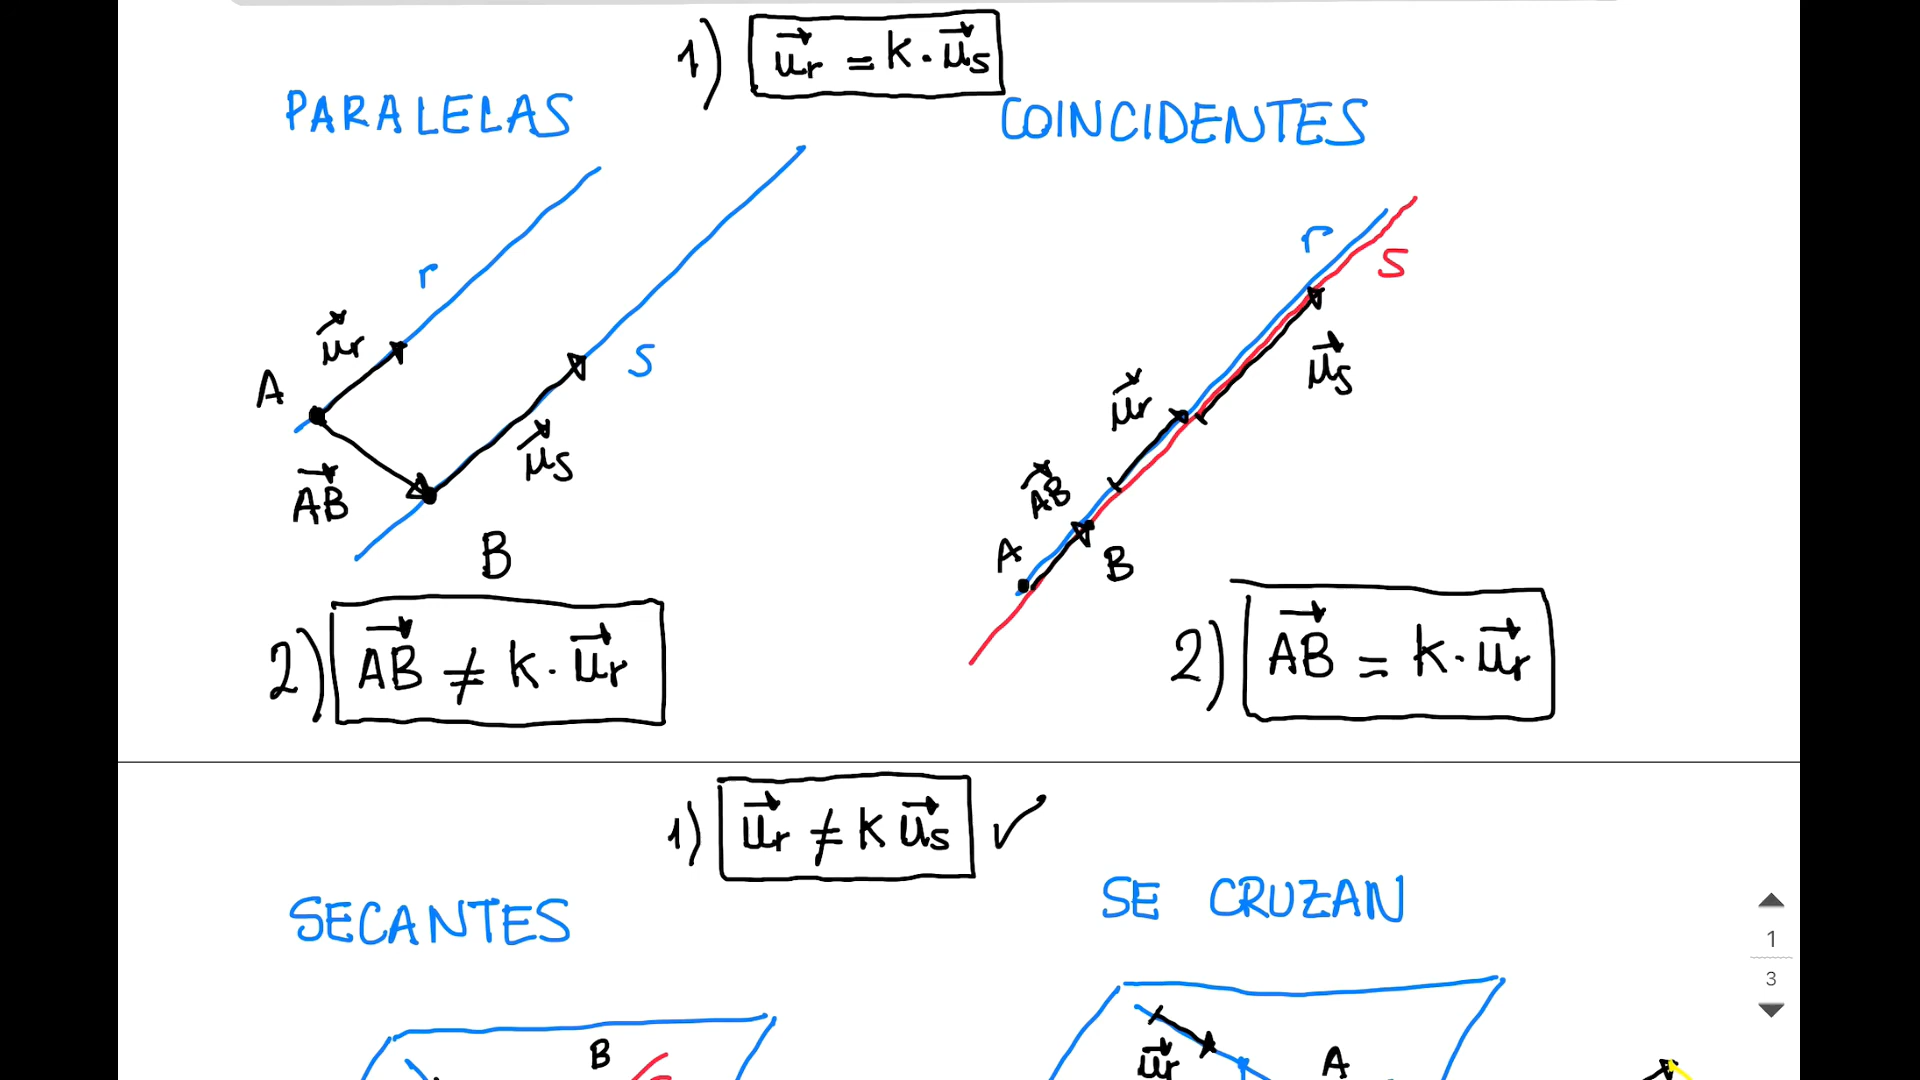 1) u⃗r = K · u⃗s
PARALELAS
COINCIDENTES
r
s
u⃗r
A
u⃗s
AB⃗
B
2) AB⃗ ≠ K · u⃗r
r
s
u⃗s
u⃗r
AB⃗
A
B
2) AB⃗ = K · u⃗r
1) u⃗r ≠ K u⃗s ✓
SECANTES
SE CRUZAN
B
u⃗r
A
1
3